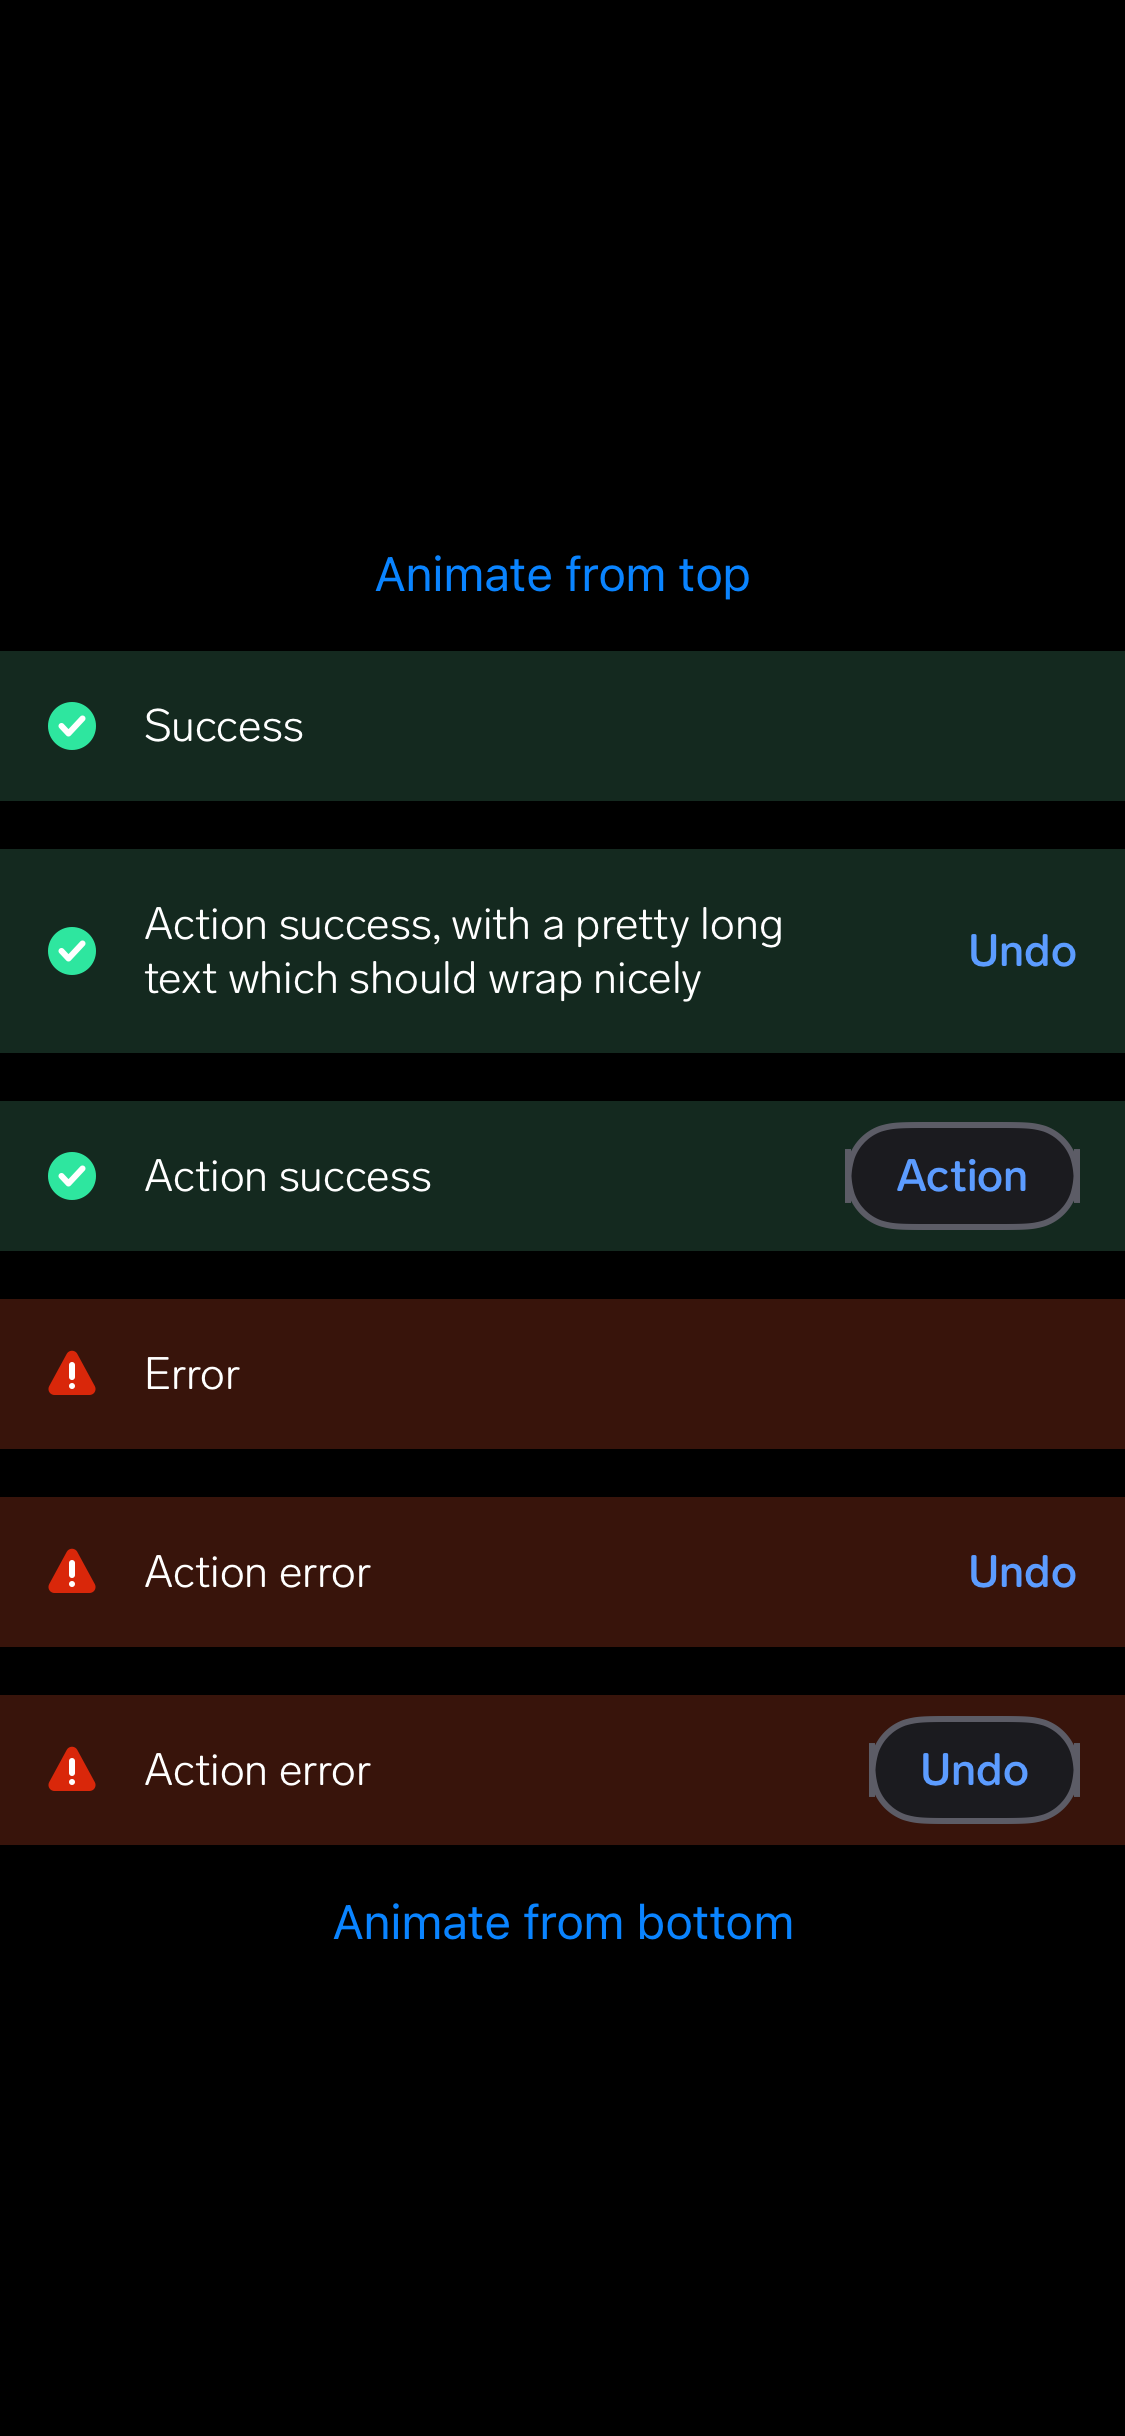 Animate from top
Success
Action success, with a pretty long
text which should wrap nicely
Undo
Action success
Action
Error
Action error
Undo
Action error
Undo
Animate from bottom